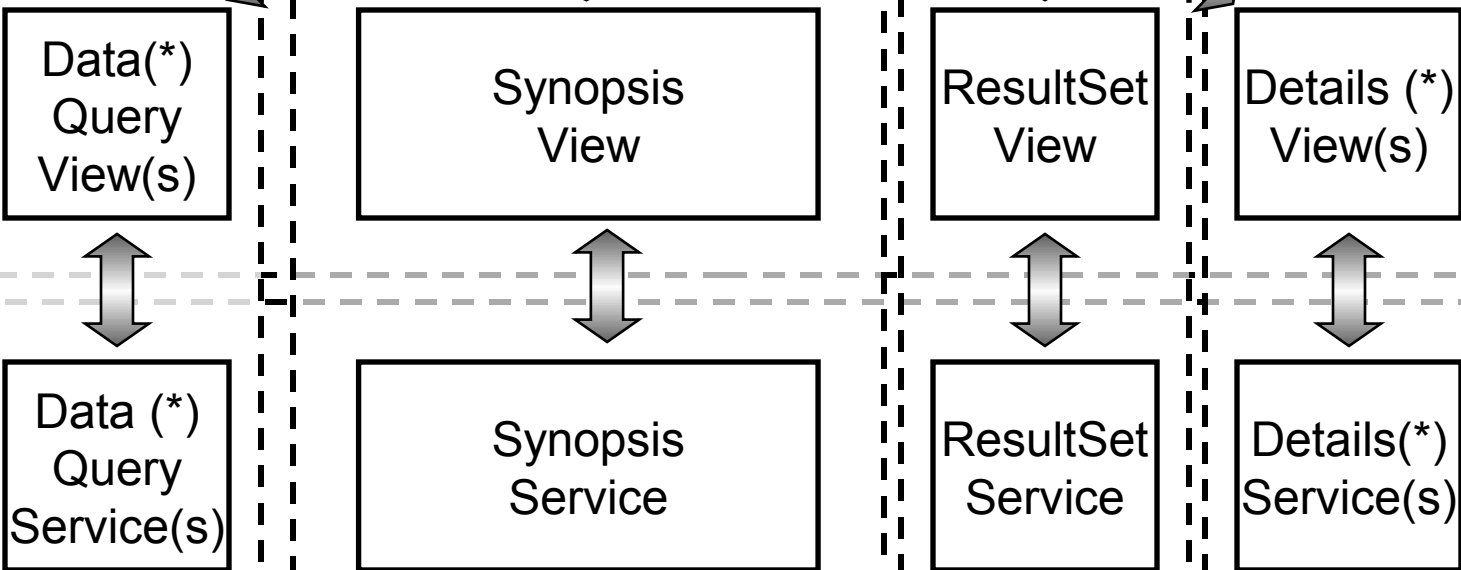 Data(*)
Query
View(s)
Synopsis
View
ResultSet
View
Details (*)
View(s)
Data (*)
Query
Service(s)
Synopsis
Service
ResultSet
Service
Details(*)
Service(s)